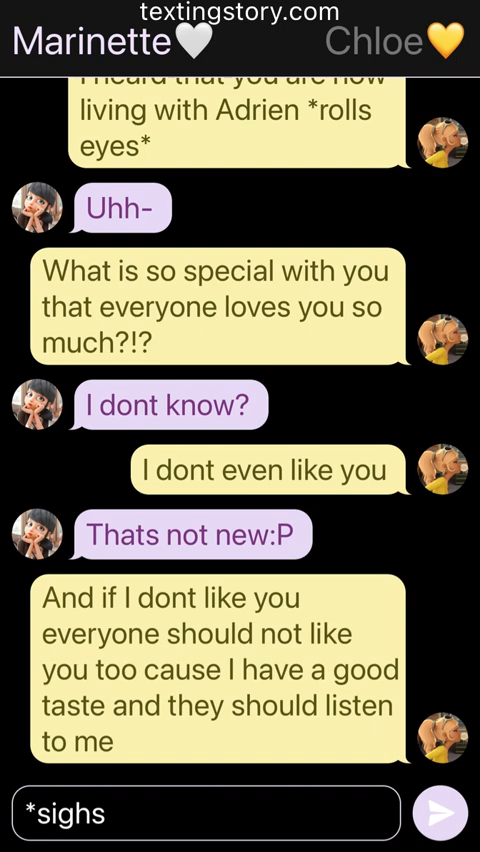 textingstory.com
Marinette🤍 Chloe💛
I heard that you are now
living with Adrien *rolls
eyes*
Uhh-
What is so special with you
that everyone loves you so
much?!?
I dont know?
I dont even like you
Thats not new:P
And if I dont like you
everyone should not like
you too cause I have a good
taste and they should listen
to me
*sighs